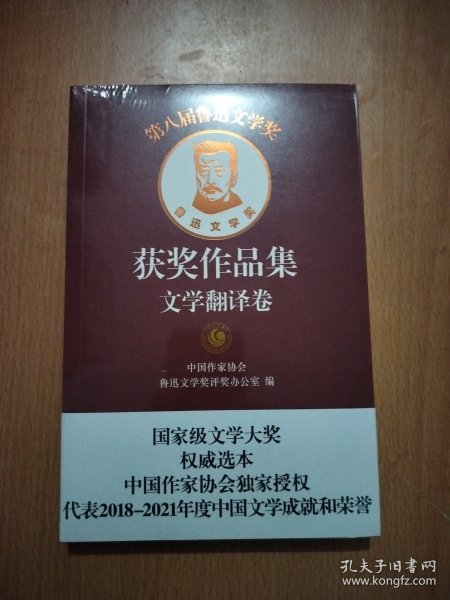 第八届鲁迅文学奖
鲁迅文学奖
获奖作品集
文学翻译卷
中国作家协会
鲁迅文学奖评奖办公室 编
国家级文学大奖
权威选本
中国作家协会独家授权
代表2018-2021年度中国文学成就和荣誉
孔夫子旧书网
www.kongfz.com